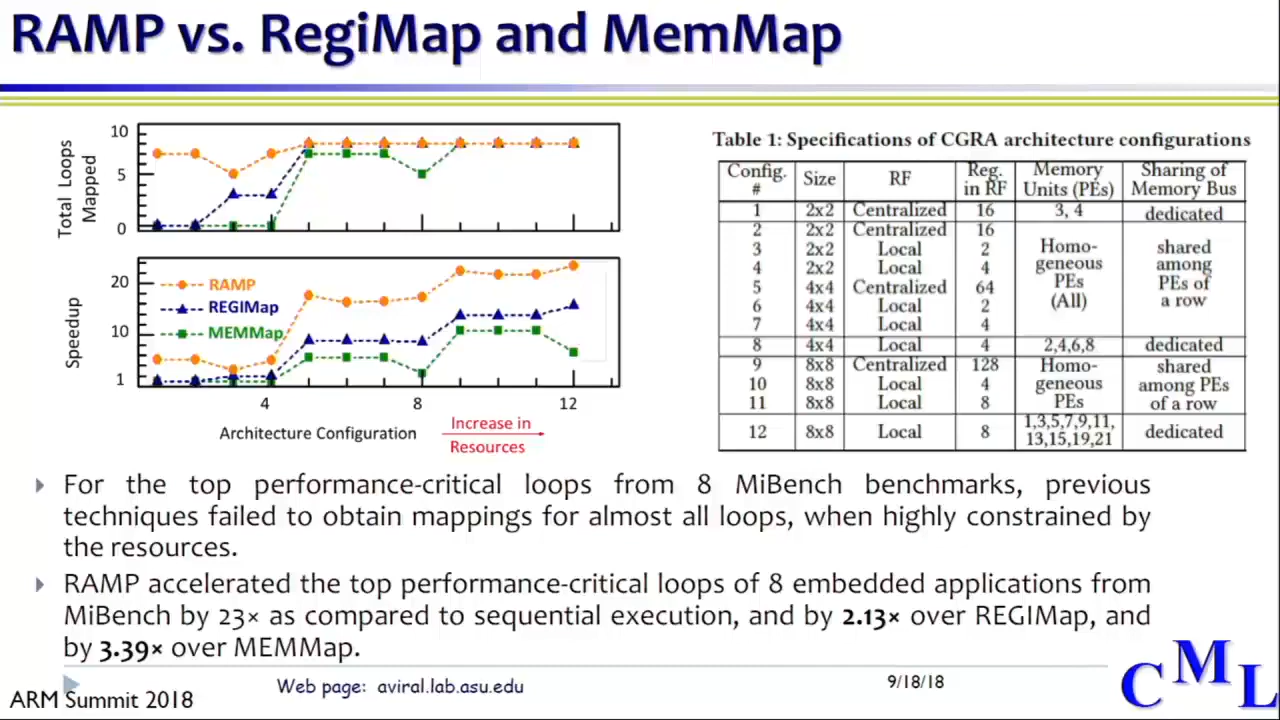 RAMP vs. RegiMap and MemMap
10
5
0
Total Loops
Mapped
20
10
1
Speedup
RAMP
REGIMap
MEMMap
4
8
12
Architecture Configuration
Increase in
Resources
Table 1: Specifications of CGRA architecture configurations
Config. # Size RF Reg. in RF Memory Units (PEs) Sharing of Memory Bus
1 2x2 Centralized 16 3, 4 dedicated
2 2x2 Centralized 16
3 2x2 Local 2
4 2x2 Local 4
5 4x4 Centralized 64
6 4x4 Local 2
7 4x4 Local 4
Homo-
geneous
PEs
(All)
shared
among
PEs of
a row
8 4x4 Local 4 2,4,6,8 dedicated
9 8x8 Centralized 128
10 8x8 Local 4
11 8x8 Local 8
Homo-
geneous
PEs
shared
among PEs
of a row
12 8x8 Local 8 1,3,5,7,9,11, 13,15,19,21 dedicated
For the top performance-critical loops from 8 MiBench benchmarks, previous
techniques failed to obtain mappings for almost all loops, when highly constrained by
the resources.
RAMP accelerated the top performance-critical loops of 8 embedded applications from
MiBench by 23× as compared to sequential execution, and by 2.13× over REGIMap, and
by 3.39× over MEMMap.
ARM Summit 2018
Web page: aviral.lab.asu.edu
9/18/18
CML